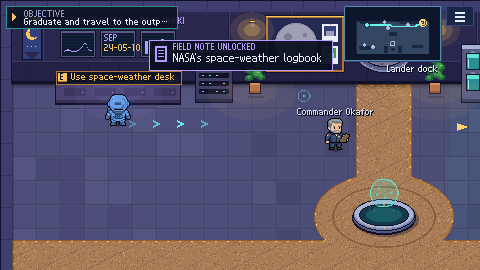 OBJECTIVE
Graduate and travel to the outp…
KI
SEP
24-05-10
FIELD NOTE UNLOCKED
NASA's space-weather logbook
Lander dock
E Use space-weather desk
Commander Okafor